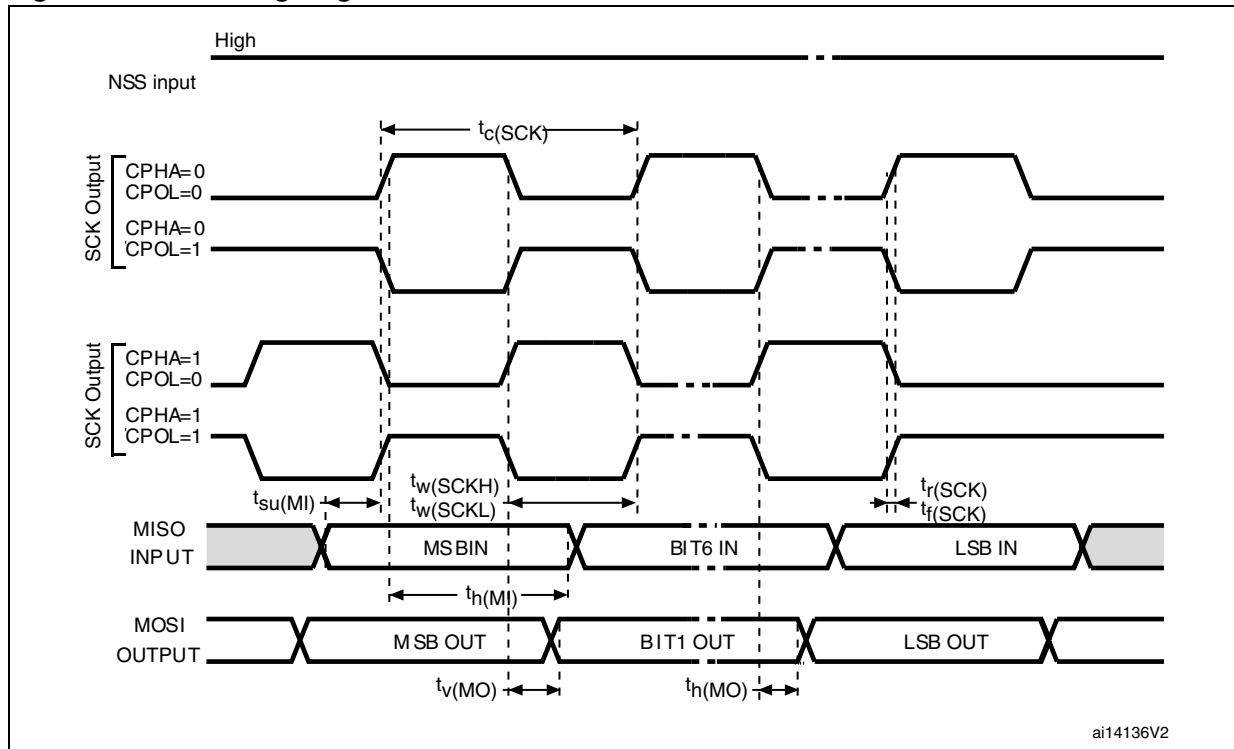 High
NSS input
tc(SCK)
SCK Output
CPHA=0
CPOL=0
CPHA=0
CPOL=1
SCK Output
CPHA=1
CPOL=0
CPHA=1
CPOL=1
tsu(MI)
tw(SCKH)
tw(SCKL)
tr(SCK)
tf(SCK)
MISO
INPUT
MSBIN
BIT6 IN
LSB IN
th(MI)
MOSI
OUTPUT
MSB OUT
BIT1 OUT
LSB OUT
tv(MO)
th(MO)
ai14136V2